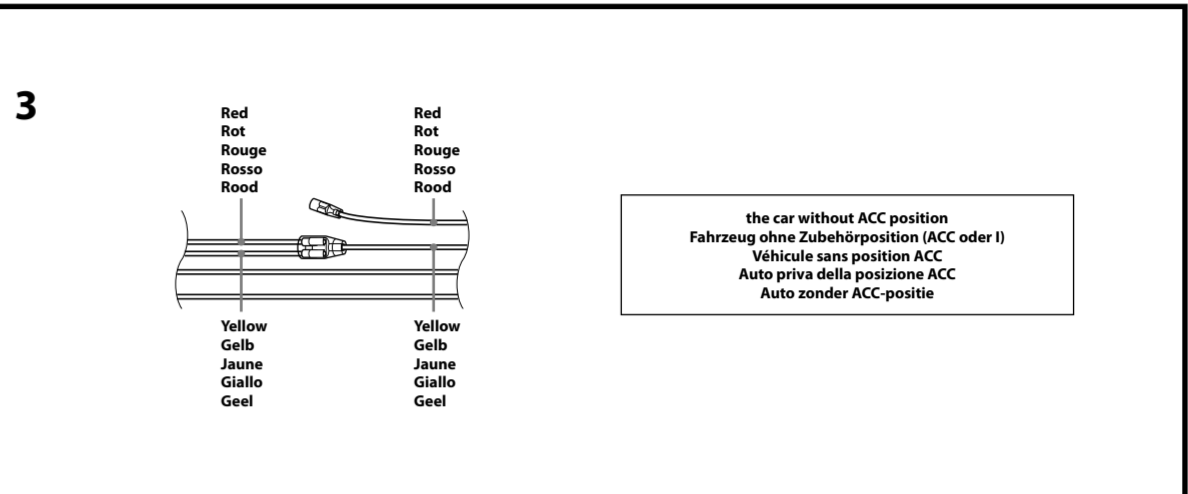 3
Red
Rot
Rouge
Rosso
Rood
Red
Rot
Rouge
Rosso
Rood
Yellow
Gelb
Jaune
Giallo
Geel
Yellow
Gelb
Jaune
Giallo
Geel
the car without ACC position
Fahrzeug ohne Zubehörposition (ACC oder I)
Véhicule sans position ACC
Auto priva della posizione ACC
Auto zonder ACC-positie